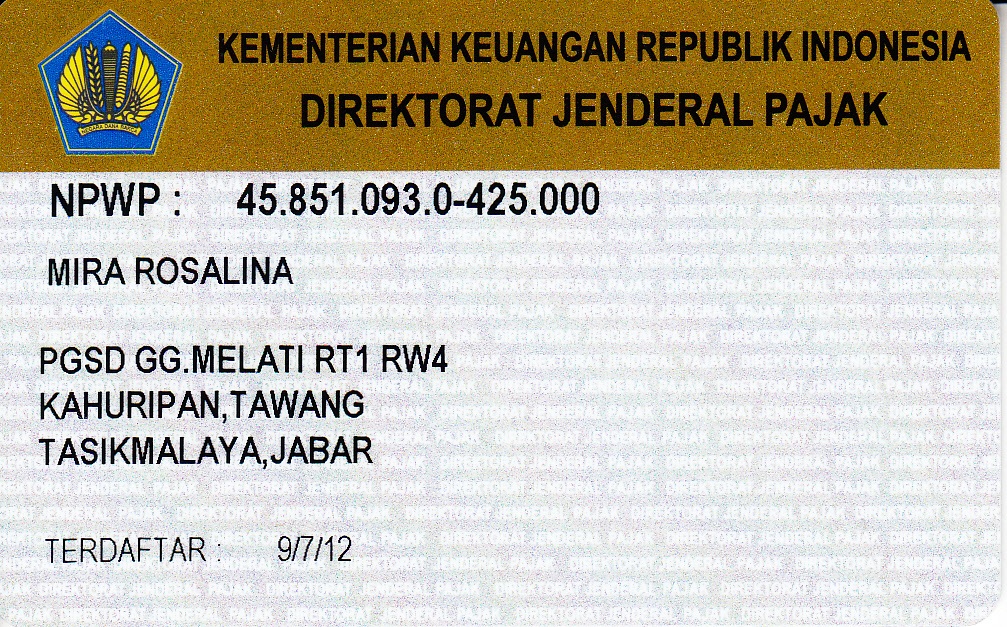 KEMENTERIAN KEUANGAN REPUBLIK INDONESIA
DIREKTORAT JENDERAL PAJAK
NEGARA DANA RAKCA
NPWP : 45.851.093.0-425.000
MIRA ROSALINA
PGSD GG.MELATI RT1 RW4
KAHURIPAN,TAWANG
TASIKMALAYA,JABAR
TERDAFTAR : 9/7/12